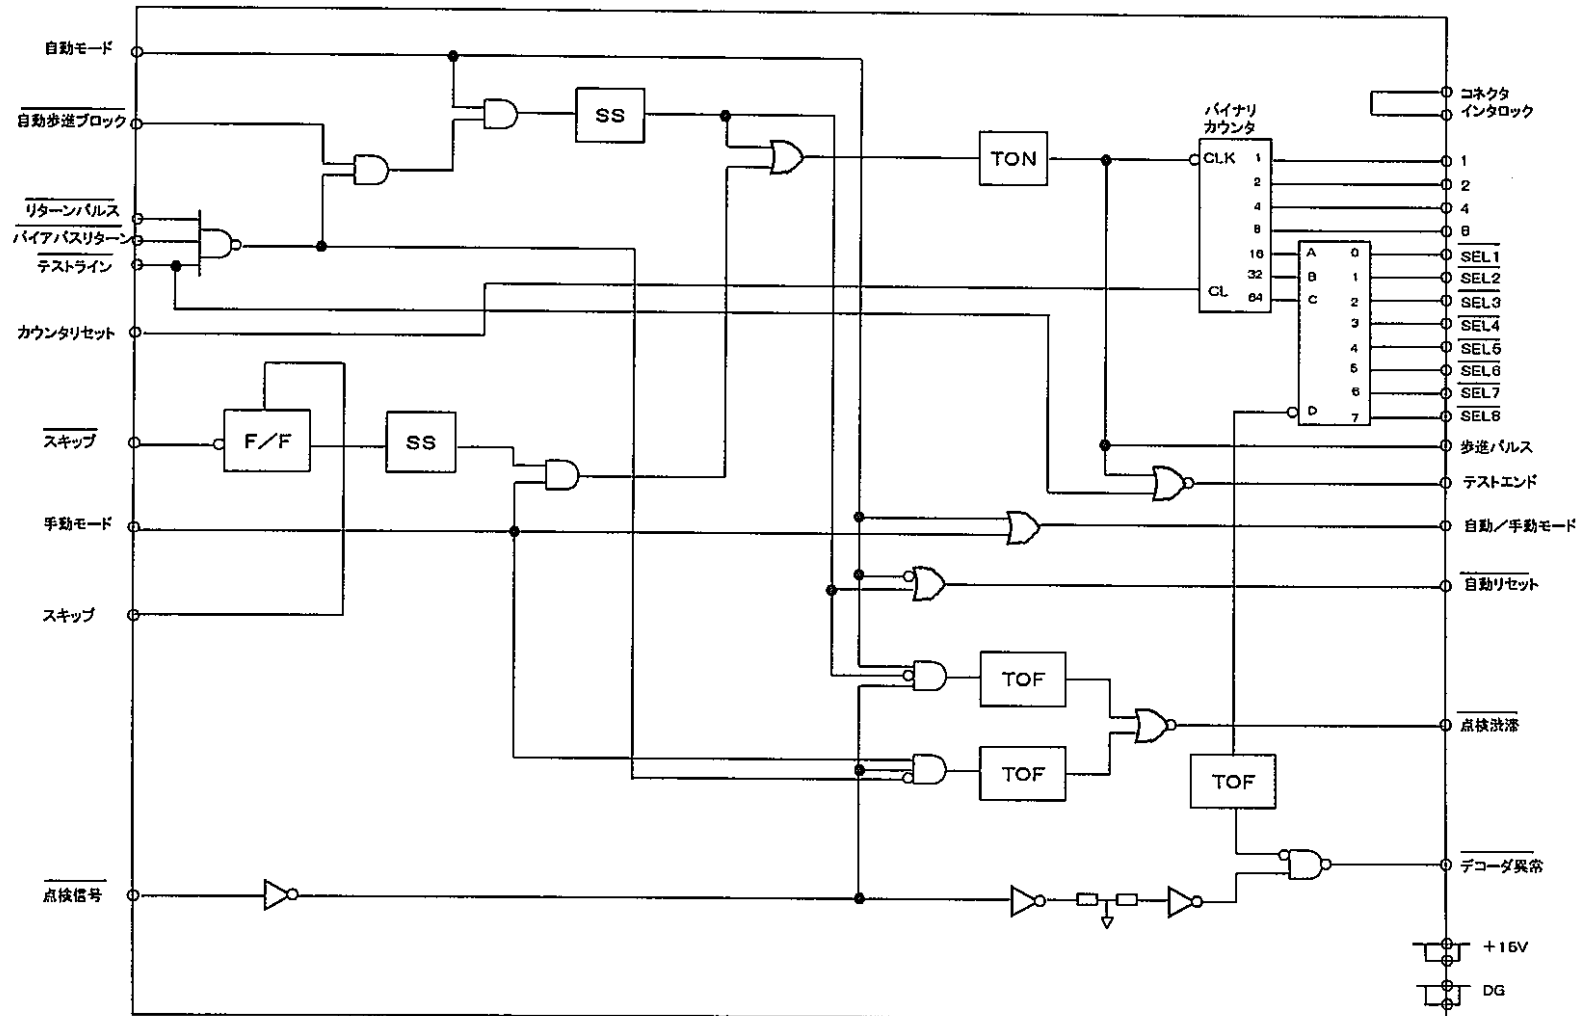 自動モード
自動歩進ブロック
リターンパルス
バイアパスリターン
テストライン
カウンタリセット
スキップ
手動モード
スキップ
点検信号
SS
F/F
SS
TON
バイナリ
カウンタ
CLK
1
2
4
8
16
32
64
CL
A
B
C
D
0
1
2
3
4
5
6
7
TOF
TOF
TOF
コネクタ
インタロック
1
2
4
8
SEL1
SEL2
SEL3
SEL4
SEL5
SEL6
SEL7
SEL8
歩進パルス
テストエンド
自動/手動モード
自動リセット
点検渋滞
デコーダ異常
+15V
DG